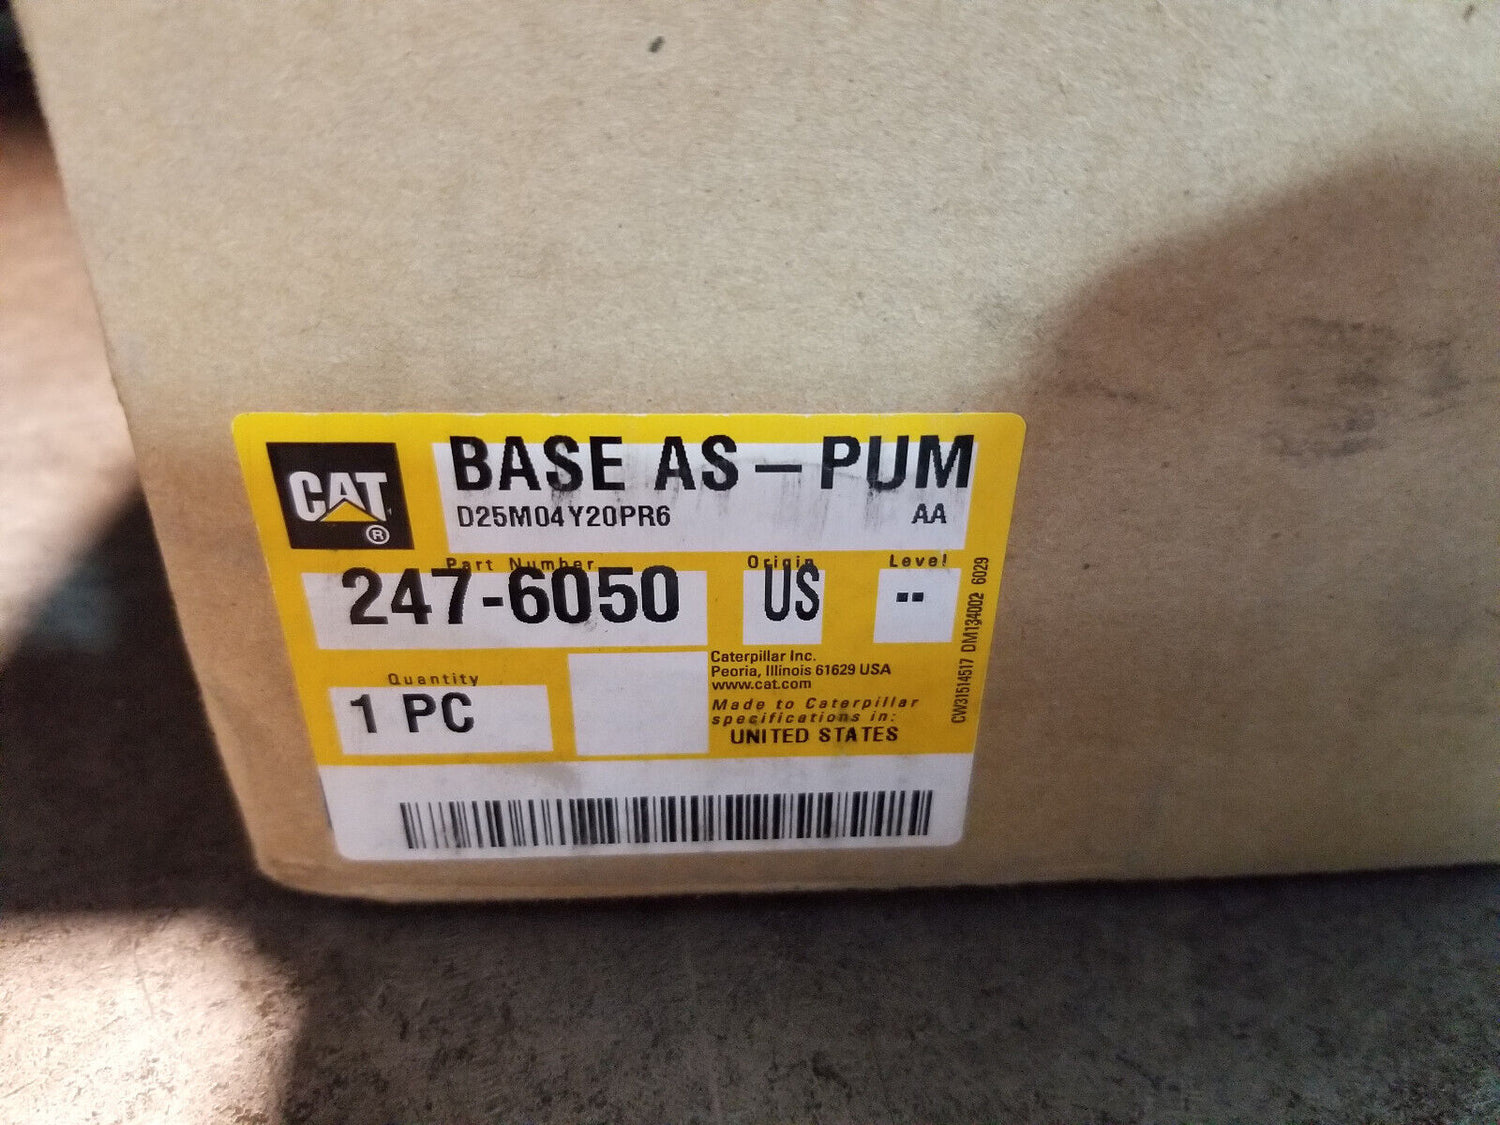 CAT
®
BASE AS – PUM
D25M04Y20PR6 AA
Part Number Origin Level
247-6050 US --
Quantity
1 PC
Caterpillar Inc.
Peoria, Illinois 61629 USA
www.cat.com
Made to Caterpillar
specifications in:
UNITED STATES
CW31514517 DM134002 6029